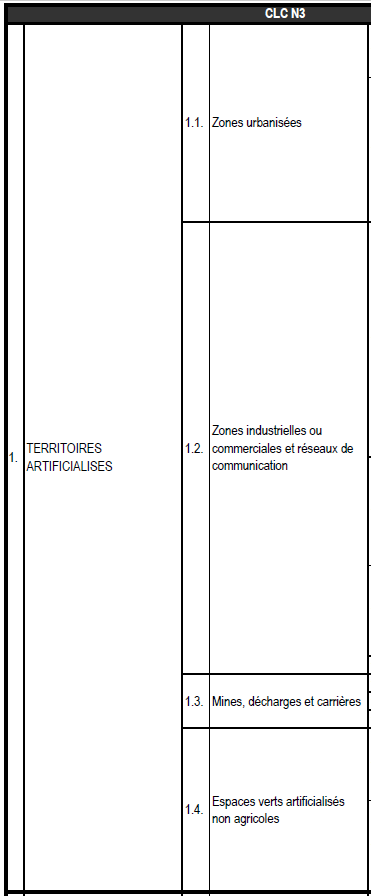 CLC N3
1. TERRITOIRES
ARTIFICIALISES
1.1. Zones urbanisées
1.2. Zones industrielles ou
commerciales et réseaux de
communication
1.3. Mines, décharges et carrières
1.4. Espaces verts artificialisés
non agricoles